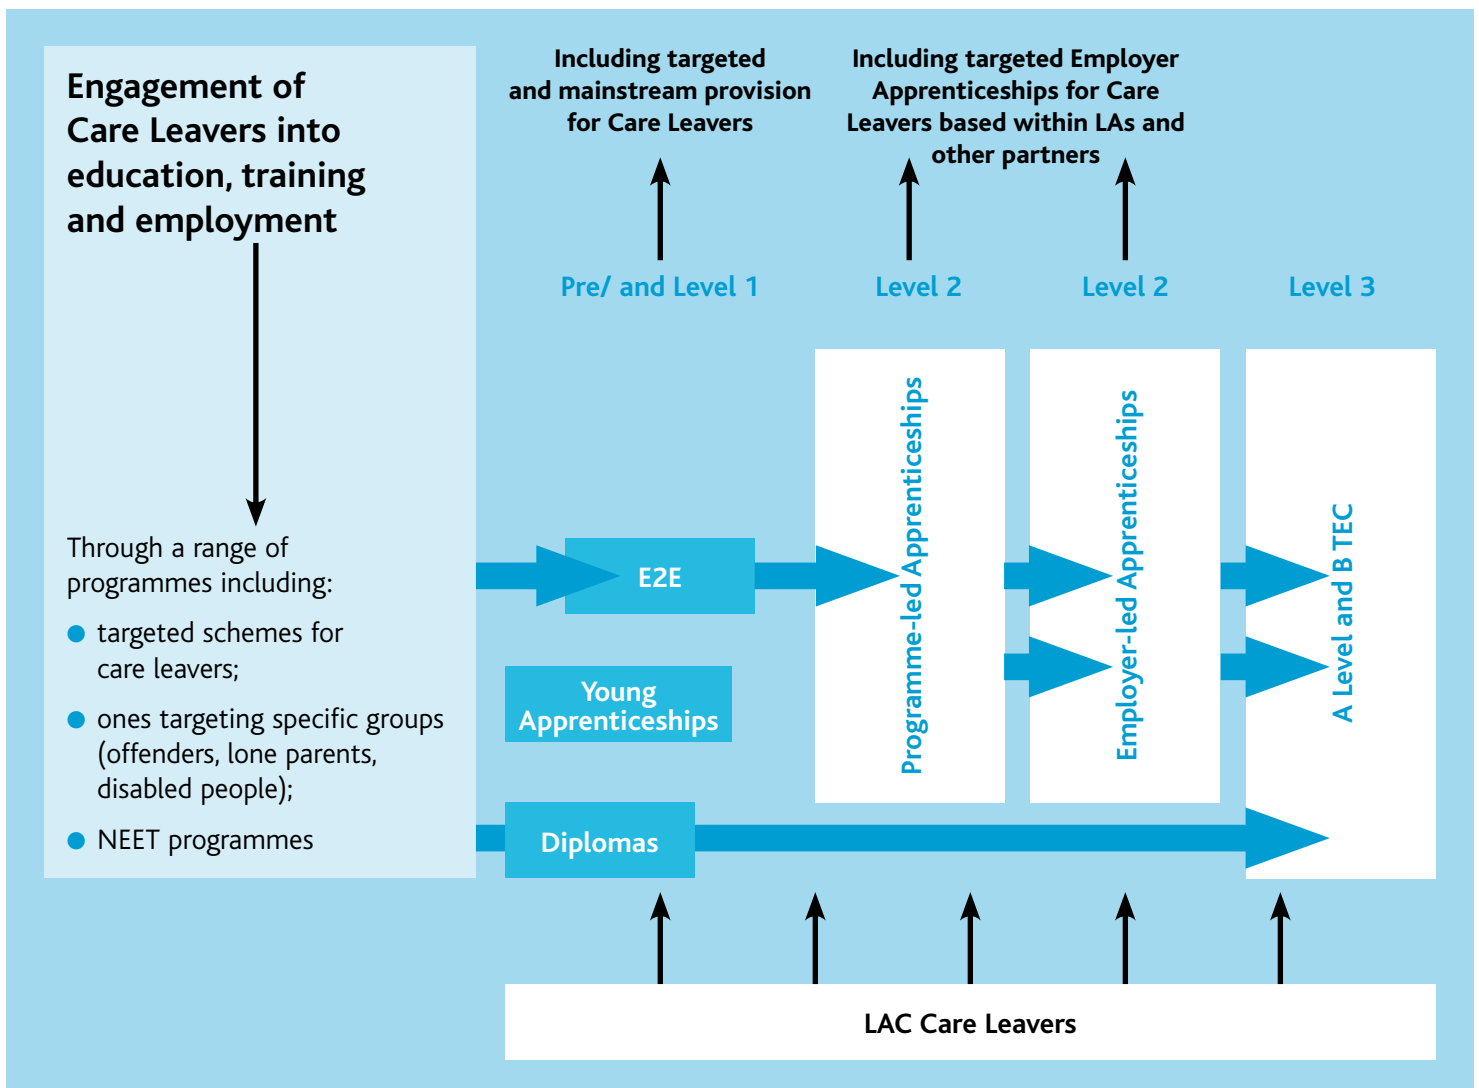 Engagement of
Care Leavers into
education, training
and employment
Through a range of
programmes including:
● targeted schemes for
care leavers;
● ones targeting specific groups
(offenders, lone parents,
disabled people);
● NEET programmes
Including targeted
and mainstream provision
for Care Leavers
Including targeted Employer
Apprenticeships for Care
Leavers based within LAs and
other partners
Pre/ and Level 1
Level 2
Level 2
Level 3
E2E
Young
Apprenticeships
Diplomas
Programme-led Apprenticeships
Employer-led Apprenticeships
A Level and B TEC
LAC Care Leavers